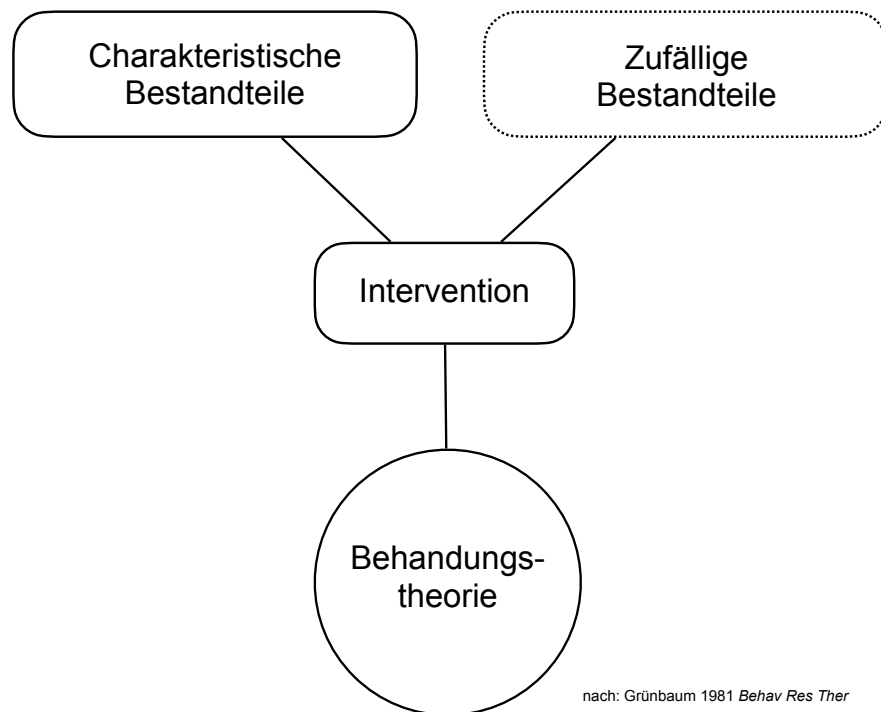 Charakteristische
Bestandteile
Zufällige
Bestandteile
Intervention
Behandungs-
theorie
nach: Grünbaum 1981 Behav Res Ther